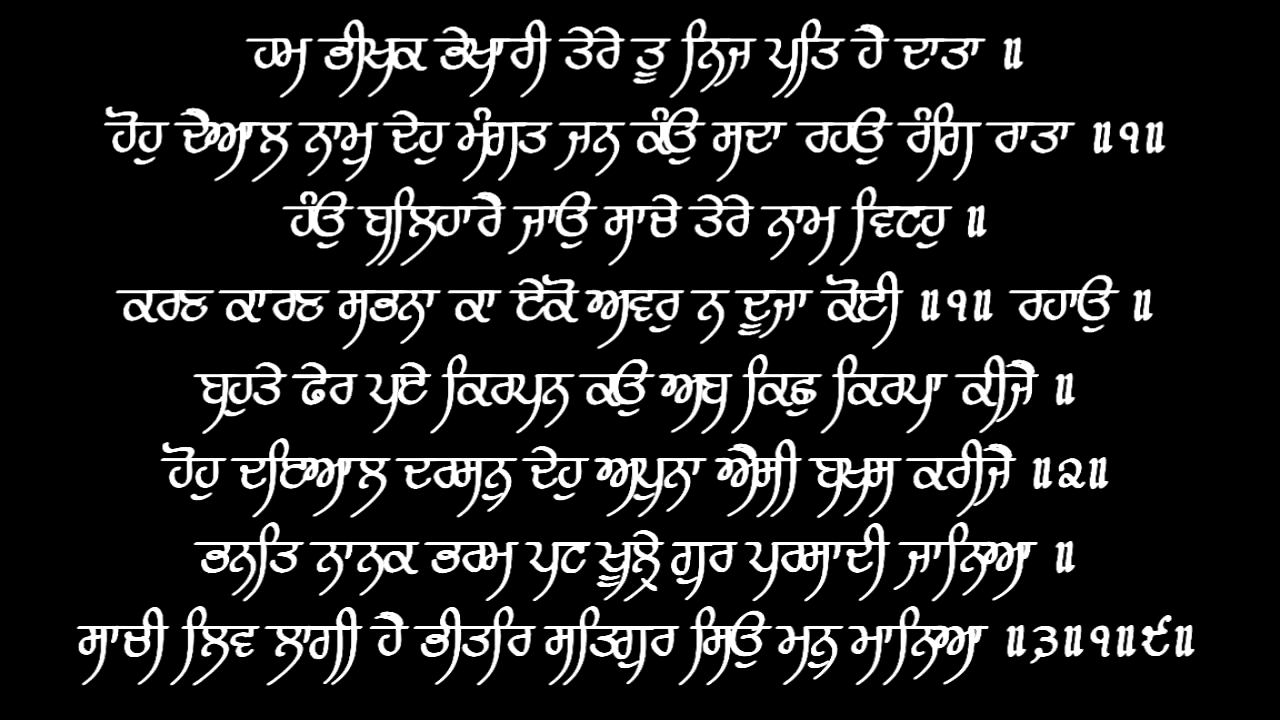 ਹਮ ਭੀਖਕ ਭੇਖਾਰੀ ਤੇਰੇ ਤੂ ਨਿਜ ਪਤਿ ਹੈ ਦਾਤਾ ॥
ਹੋਹੁ ਦੈਆਲ ਨਾਮੁ ਦੇਹੁ ਮੰਗਤ ਜਨ ਕੰਉ ਸਦਾ ਰਹਉ ਰੰਗਿ ਰਾਤਾ ॥੧॥
ਹੰਉ ਬਲਿਹਾਰੈ ਜਾਉ ਸਾਚੇ ਤੇਰੇ ਨਾਮ ਵਿਟਹੁ ॥
ਕਰਣ ਕਾਰਣ ਸਭਨਾ ਕਾ ਏਕੋ ਅਵਰੁ ਨ ਦੂਜਾ ਕੋਈ ॥੧॥ ਰਹਾਉ ॥
ਬਹੁਤੇ ਫੇਰ ਪਏ ਕਿਰਪਨ ਕਉ ਅਬ ਕਿਛੁ ਕਿਰਪਾ ਕੀਜੈ ॥
ਹੋਹੁ ਦਇਆਲ ਦਰਸਨੁ ਦੇਹੁ ਅਪੁਨਾ ਐਸੀ ਬਖਸ ਕਰੀਜੈ ॥੨॥
ਭਨਤਿ ਨਾਨਕ ਭਰਮ ਪਟ ਖੂਲ੍ਹੇ ਗੁਰ ਪਰਸਾਦੀ ਜਾਨਿਆ ॥
ਸਾਚੀ ਲਿਵ ਲਾਗੀ ਹੈ ਭੀਤਰਿ ਸਤਿਗੁਰ ਸਿਉ ਮਨੁ ਮਾਨਿਆ ॥੩॥੧॥੯॥